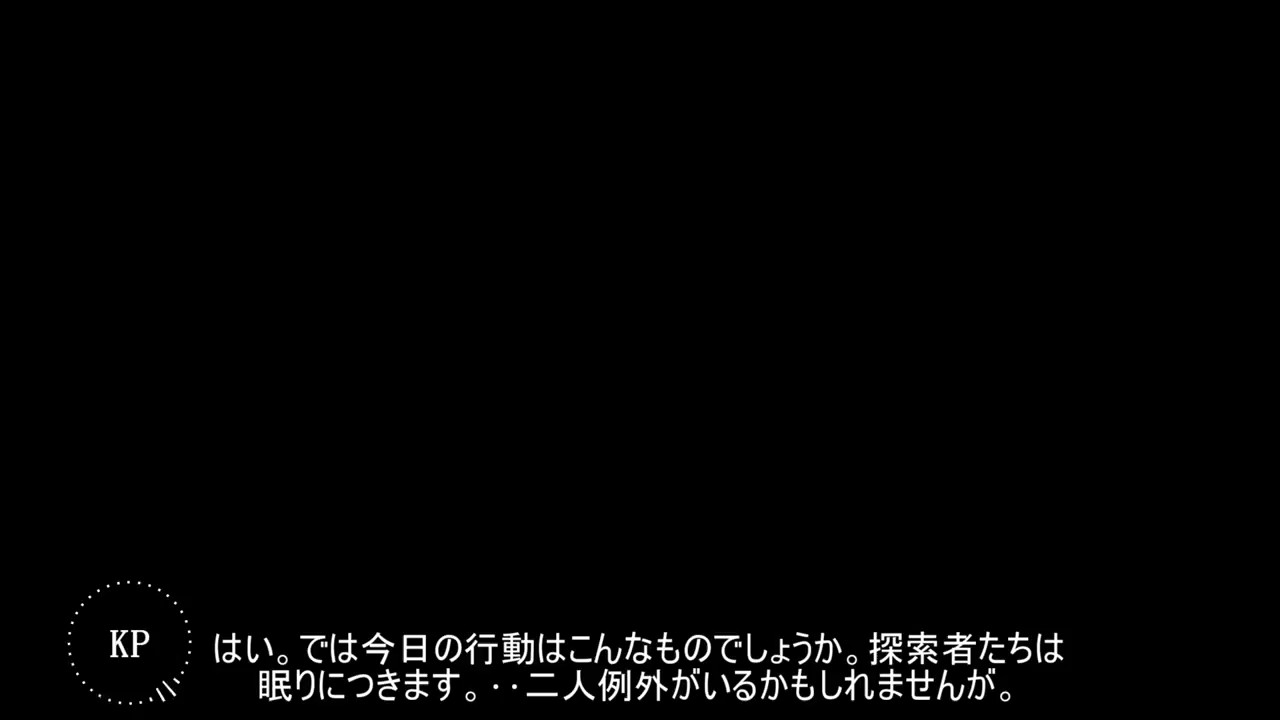 KP
はい。では今日の行動はこんなものでしょうか。探索者たちは
眠りにつきます。‥二人例外がいるかもしれませんが。